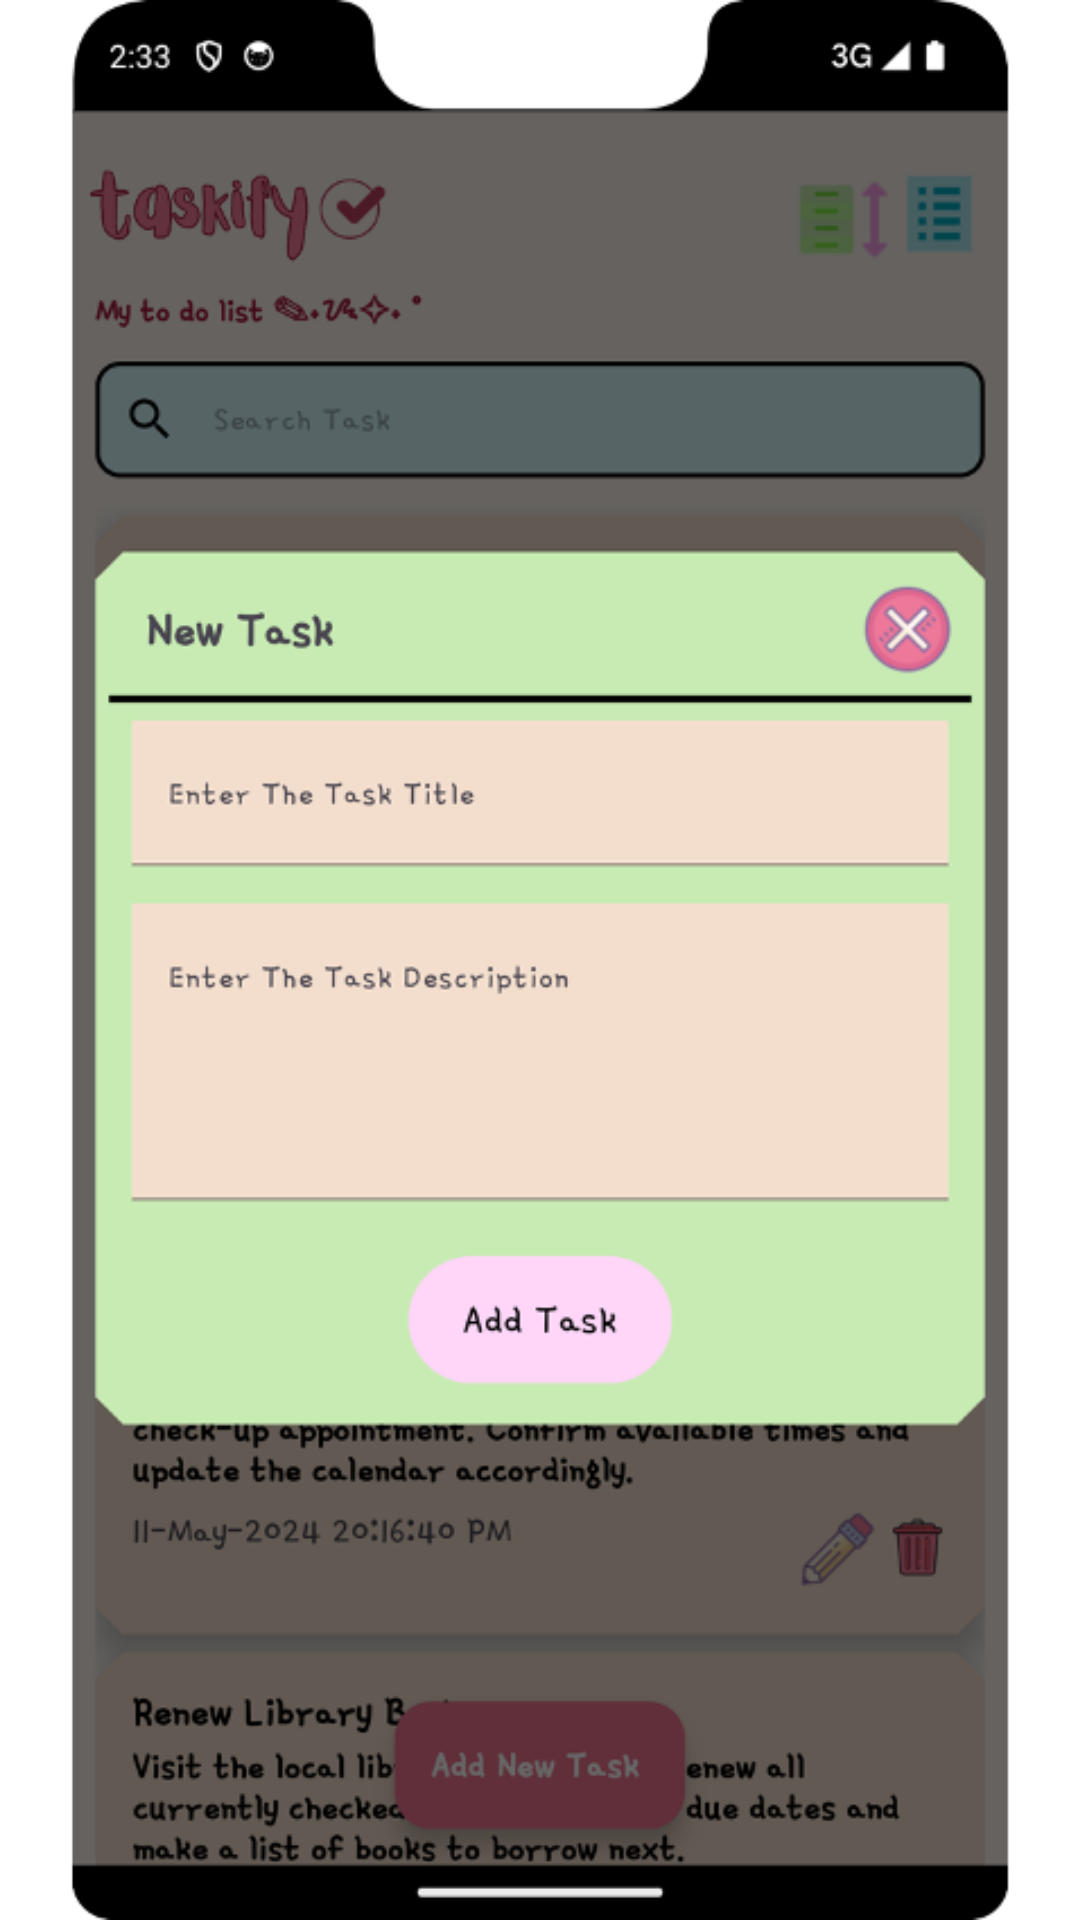 2:33
3G
taskify
My to do list
Search Task
New Task
Enter The Task Title
Enter The Task Description
Add Task
check-up appointment. Confirm available times and
update the calendar accordingly.
11-May-2024 20:16:40 PM
Renew Library
Visit the local enew all
currently due dates and
make a list of books to borrow next.
Add New Task